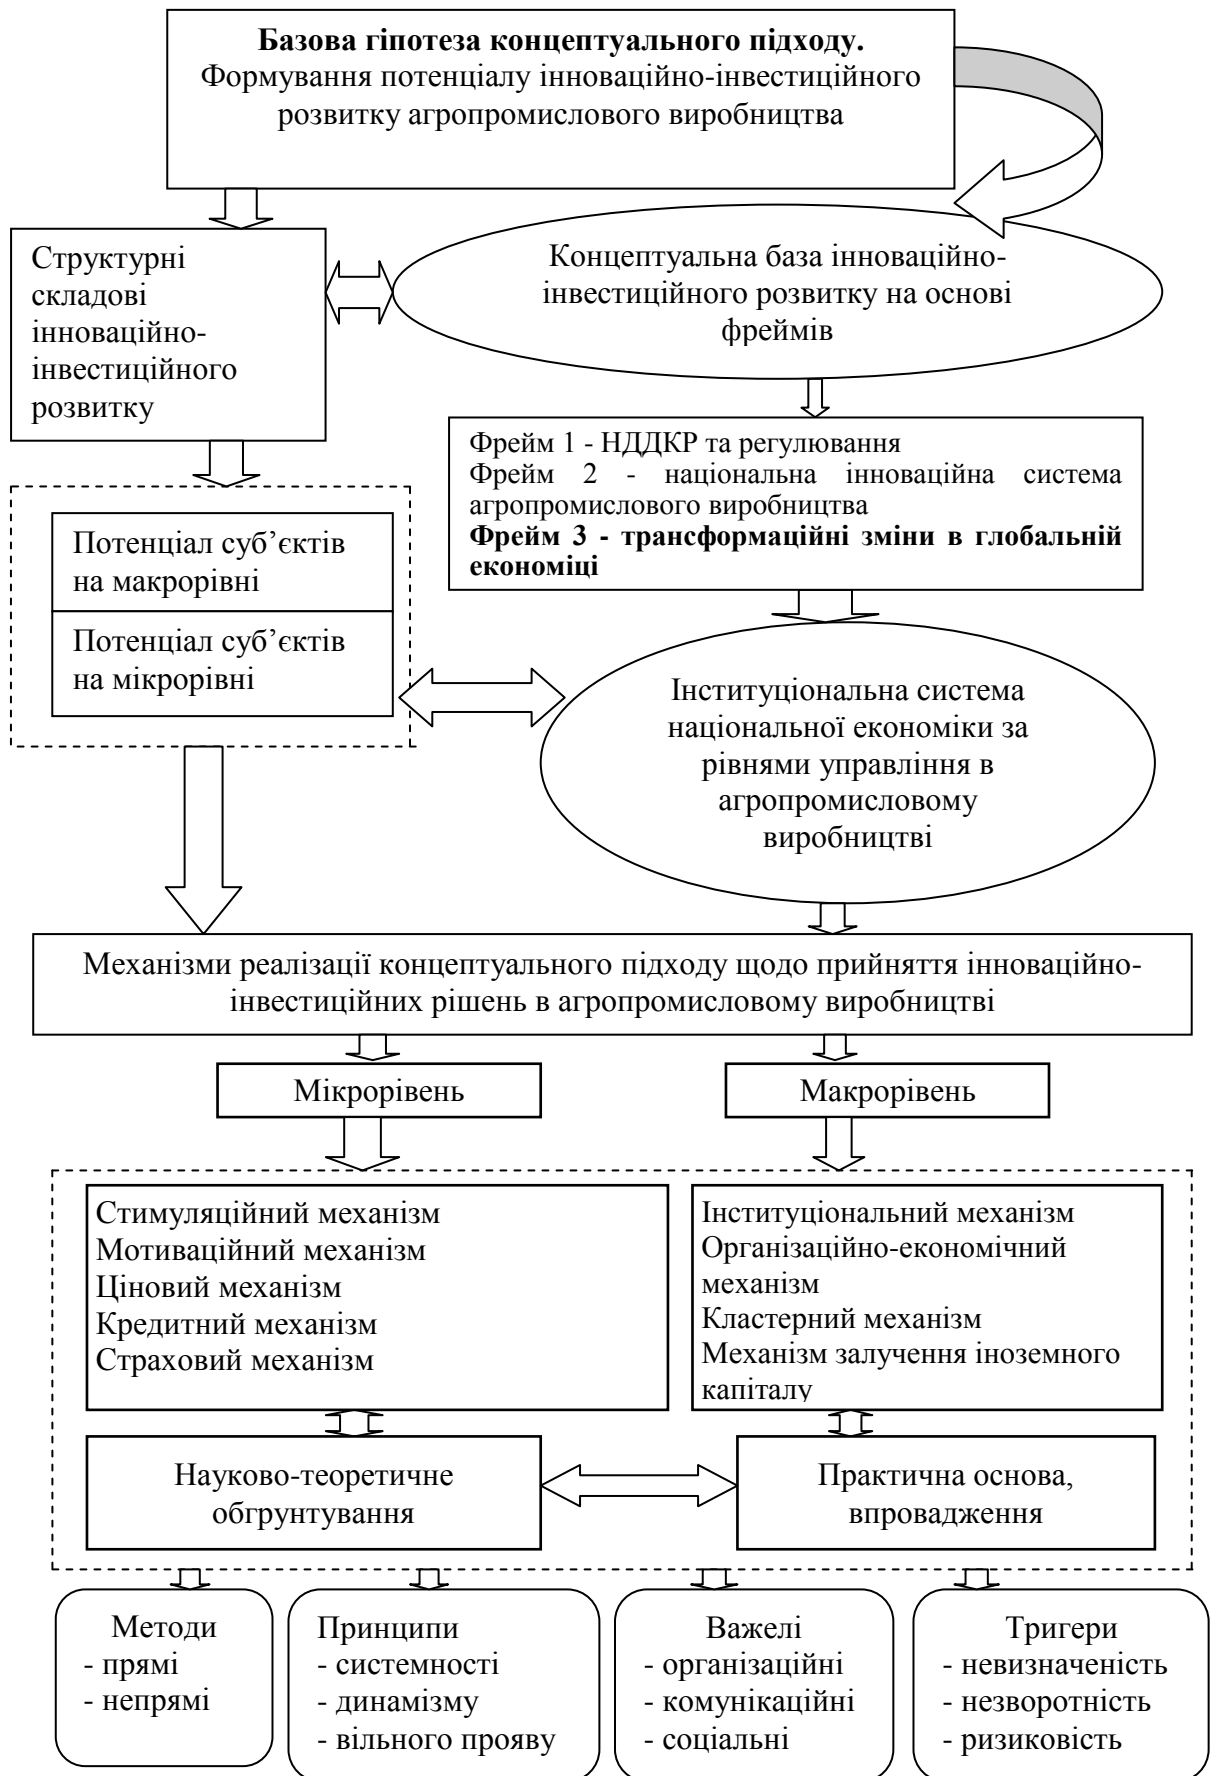 Базова гіпотеза концептуального підходу.
Формування потенціалу інноваційно-інвестиційного
розвитку агропромислового виробництва
Структурні
складові
інноваційно-
інвестиційного
розвитку
Концептуальна база інноваційно-
інвестиційного розвитку на основі
фреймів
Фрейм 1 - НДДКР та регулювання
Фрейм 2 - національна інноваційна система
агропромислового виробництва
Фрейм 3 - трансформаційні зміни в глобальній
економіці
Потенціал суб’єктів
на макрорівні
Потенціал суб’єктів
на мікрорівні
Інституціональна система
національної економіки за
рівнями управління в
агропромисловому
виробництві
Механізми реалізації концептуального підходу щодо прийняття інноваційно-
інвестиційних рішень в агропромисловому виробництві
Мікрорівень
Макрорівень
Стимуляційний механізм
Мотиваційний механізм
Ціновий механізм
Кредитний механізм
Страховий механізм
Інституціональний механізм
Організаційно-економічний
механізм
Кластерний механізм
Механізм залучення іноземного
капіталу
Науково-теоретичне
обгрунтування
Практична основа,
впровадження
Методи
- прямі
- непрямі
Принципи
- системності
- динамізму
- вільного прояву
Важелі
- організаційні
- комунікаційні
- соціальні
Тригери
- невизначеність
- незворотність
- ризиковість